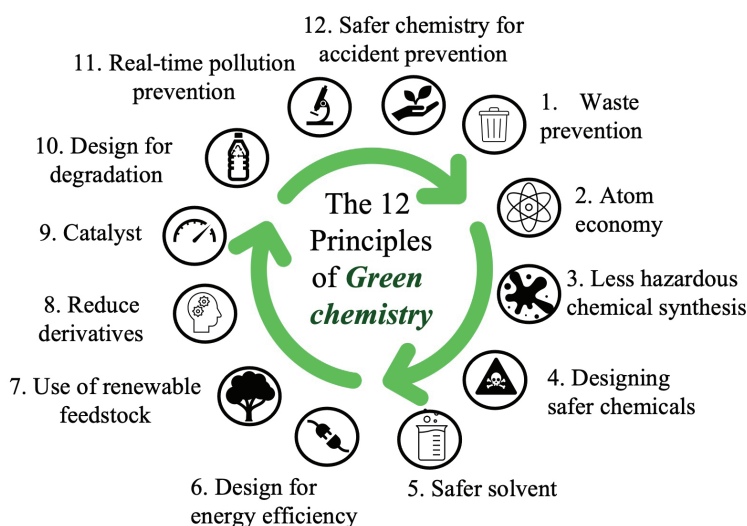 The 12
Principles
of Green
chemistry
1. Waste
prevention
2. Atom
economy
3. Less hazardous
chemical synthesis
4. Designing
safer chemicals
5. Safer solvent
6. Design for
energy efficiency
7. Use of renewable
feedstock
8. Reduce
derivatives
9. Catalyst
10. Design for
degradation
11. Real-time pollution
prevention
12. Safer chemistry for
accident prevention